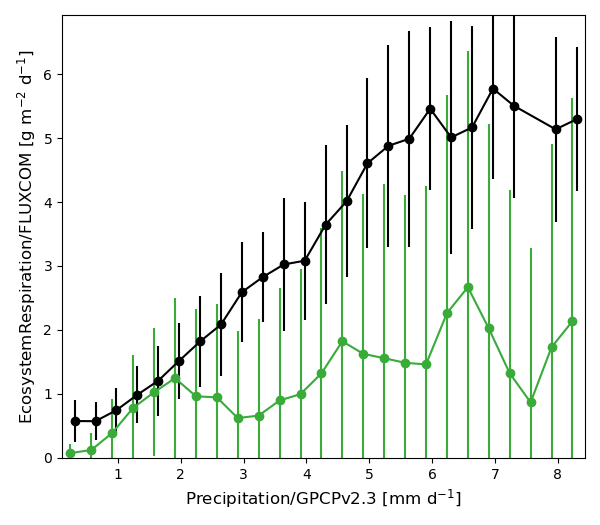 EcosystemRespiration/FLUXCOM [g m⁻² d⁻¹]
6
5
4
3
2
1
0
1 2 3 4 5 6 7 8
Precipitation/GPCPv2.3 [mm d⁻¹]